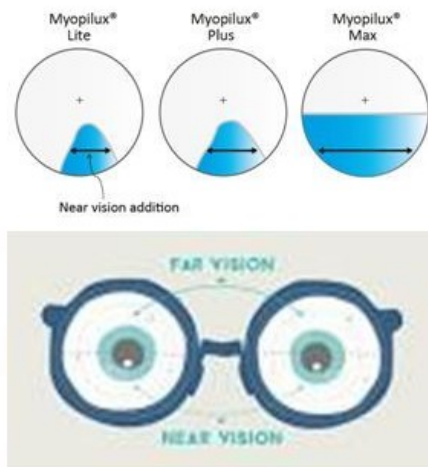 Myopilux® Lite
Myopilux® Plus
Myopilux® Max
Near vision addition
FAR VISION
NEAR VISION